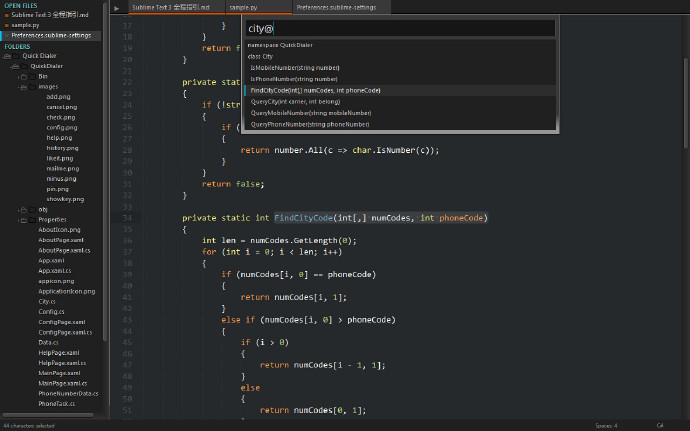 OPEN FILES
Sublime Text 3 全程指引.md
sample.py
Preferences.sublime-settings
FOLDERS
Quick Dialer
QuickDialer
Bin
images
add.png
cancel.png
check.png
config.png
help.png
history.png
likeit.png
mailme.png
minus.png
pin.png
showkey.png
obj
Properties
AboutIcon.png
AboutPage.xaml
AboutPage.xaml.cs
App.xaml
App.xaml.cs
appicon.png
ApplicationIcon.png
City.cs
Config.cs
ConfigPage.xaml
ConfigPage.xaml.cs
Data.cs
HelpPage.xaml
HelpPage.xaml.cs
MainPage.xaml
MainPage.xaml.cs
PhoneNumberData.cs
PhoneTask.cs
Sublime Text 3 全程指引.md
sample.py
Preferences.sublime-settings
city@
namespace QuickDialer
class City
IsMobileNumber(string number)
IsPhoneNumber(string number)
FindCityCode(int[,] numCodes, int phoneCode)
QueryCity(int carrier, int belong)
QueryMobileNumber(string mobileNumber)
QueryPhoneNumber(string phoneNumber)
17 }
18 }
19 return f
20 }
21
22 private stat
23 {
24 if (!str
25 {
26 if (
27 {
28 return number.All(c => char.IsNumber(c));
29 }
30 }
31 return false;
32 }
33
34 private static int FindCityCode(int[,] numCodes, int phoneCode)
35 {
36 int len = numCodes.GetLength(0);
37 for (int i = 0; i < len; i++)
38 {
39 if (numCodes[i, 0] == phoneCode)
40 {
41 return numCodes[i, 1];
42 }
43 else if (numCodes[i, 0] > phoneCode)
44 {
45 if (i > 0)
46 {
47 return numCodes[i - 1, 1];
48 }
49 else
50 {
51 return numCodes[0, 1];
44 characters selected
Spaces: 4
C#